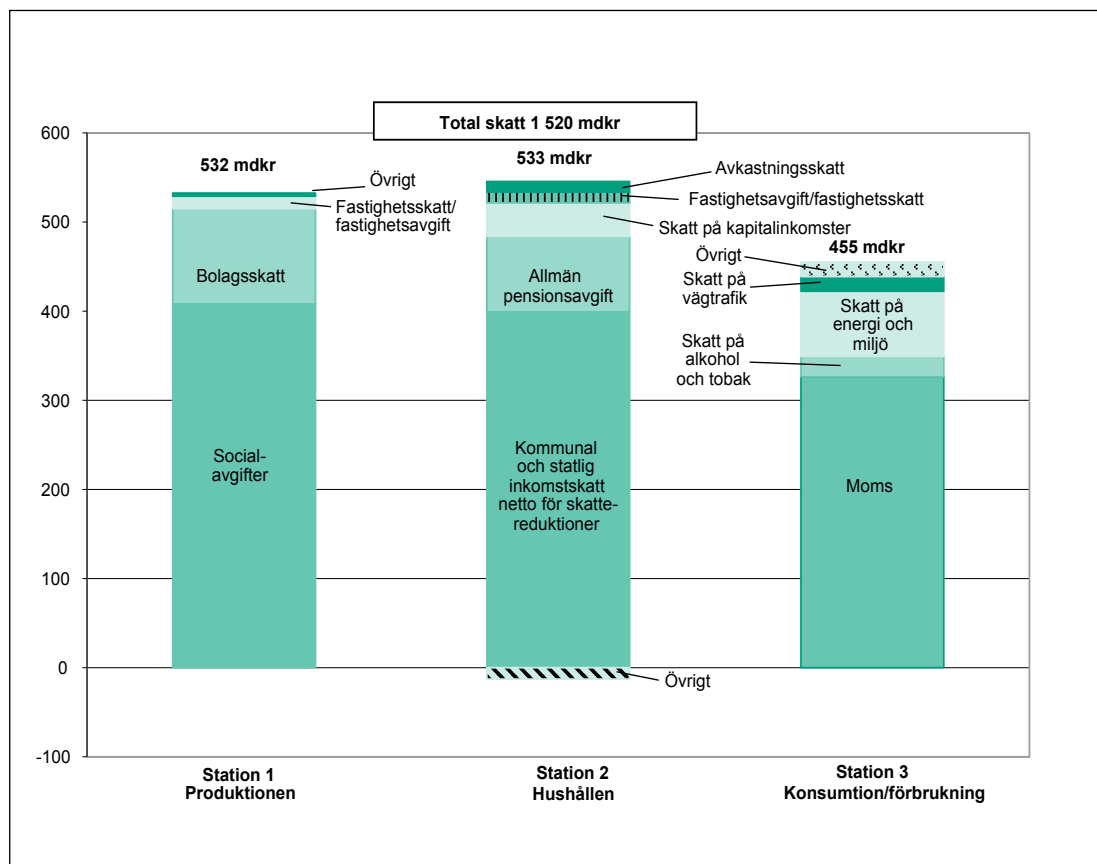 Total skatt 1 520 mdkr
600
500
400
300
200
100
0
-100
532 mdkr
Övrigt
Fastighetsskatt/
fastighetsavgift
Bolagsskatt
Social-
avgifter
533 mdkr
Avkastningsskatt
Fastighetsavgift/fastighetsskatt
Skatt på kapitalinkomster
Allmän
pensionsavgift
Kommunal
och statlig
inkomstskatt
netto för skatte-
reduktioner
Övrigt
455 mdkr
Övrigt
Skatt på
vägtrafik
Skatt på
energi och
miljö
Skatt på
alkohol
och tobak
Moms
Station 1
Produktionen
Station 2
Hushållen
Station 3
Konsumtion/förbrukning